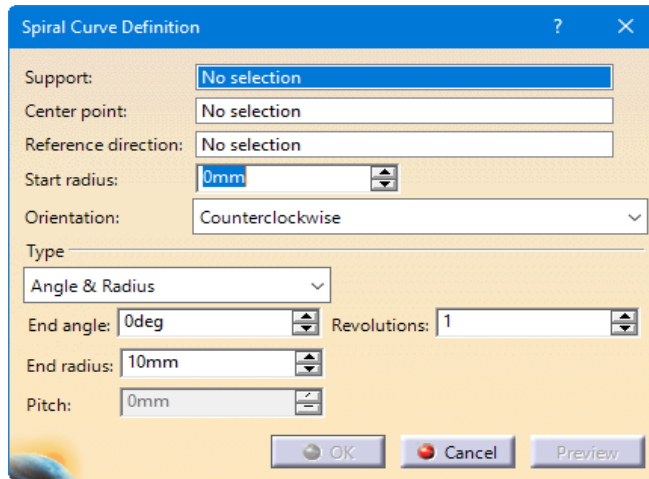 Spiral Curve Definition ? ×
Support: No selection
Center point: No selection
Reference direction: No selection
Start radius: 0mm
Orientation: Counterclockwise
Type
Angle & Radius
End angle: 0deg Revolutions: 1
End radius: 10mm
Pitch: 0mm
OK Cancel Preview